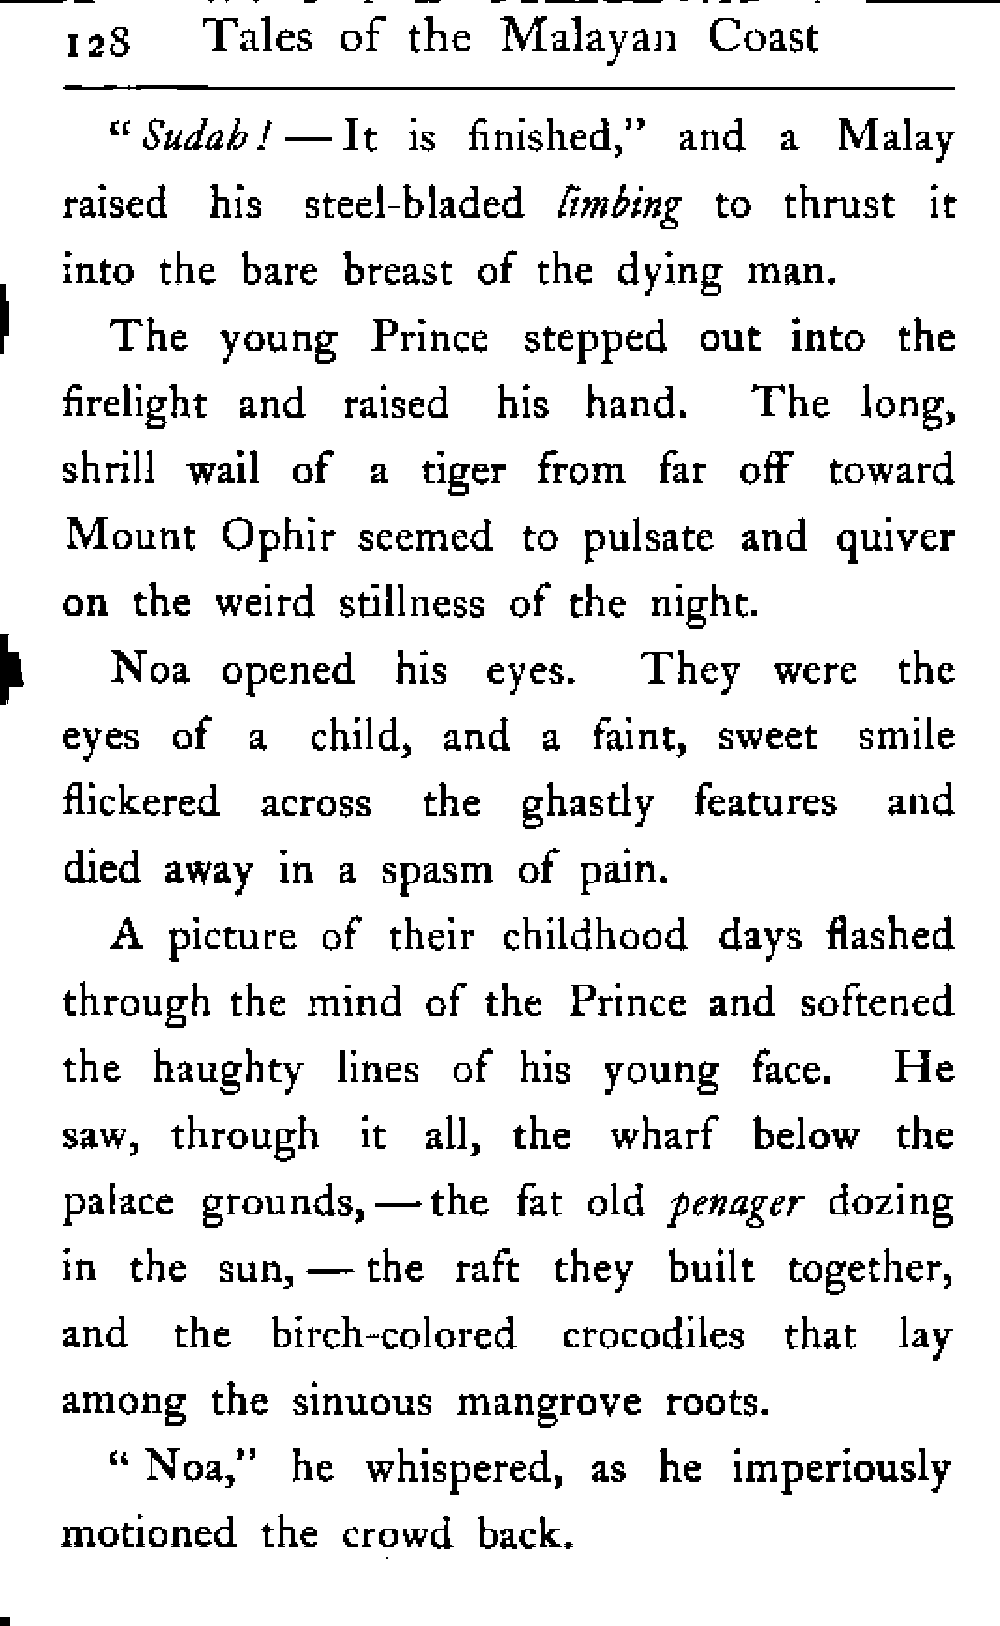 128 Tales of the Malayan Coast
“Sudah! — It is finished,” and a Malay
raised his steel-bladed limbing to thrust it
into the bare breast of the dying man.
The young Prince stepped out into the
firelight and raised his hand. The long,
shrill wail of a tiger from far off toward
Mount Ophir seemed to pulsate and quiver
on the weird stillness of the night.
Noa opened his eyes. They were the
eyes of a child, and a faint, sweet smile
flickered across the ghastly features and
died away in a spasm of pain.
A picture of their childhood days flashed
through the mind of the Prince and softened
the haughty lines of his young face. He
saw, through it all, the wharf below the
palace grounds, — the fat old penager dozing
in the sun, — the raft they built together,
and the birch-colored crocodiles that lay
among the sinuous mangrove roots.
“Noa,” he whispered, as he imperiously
motioned the crowd back.